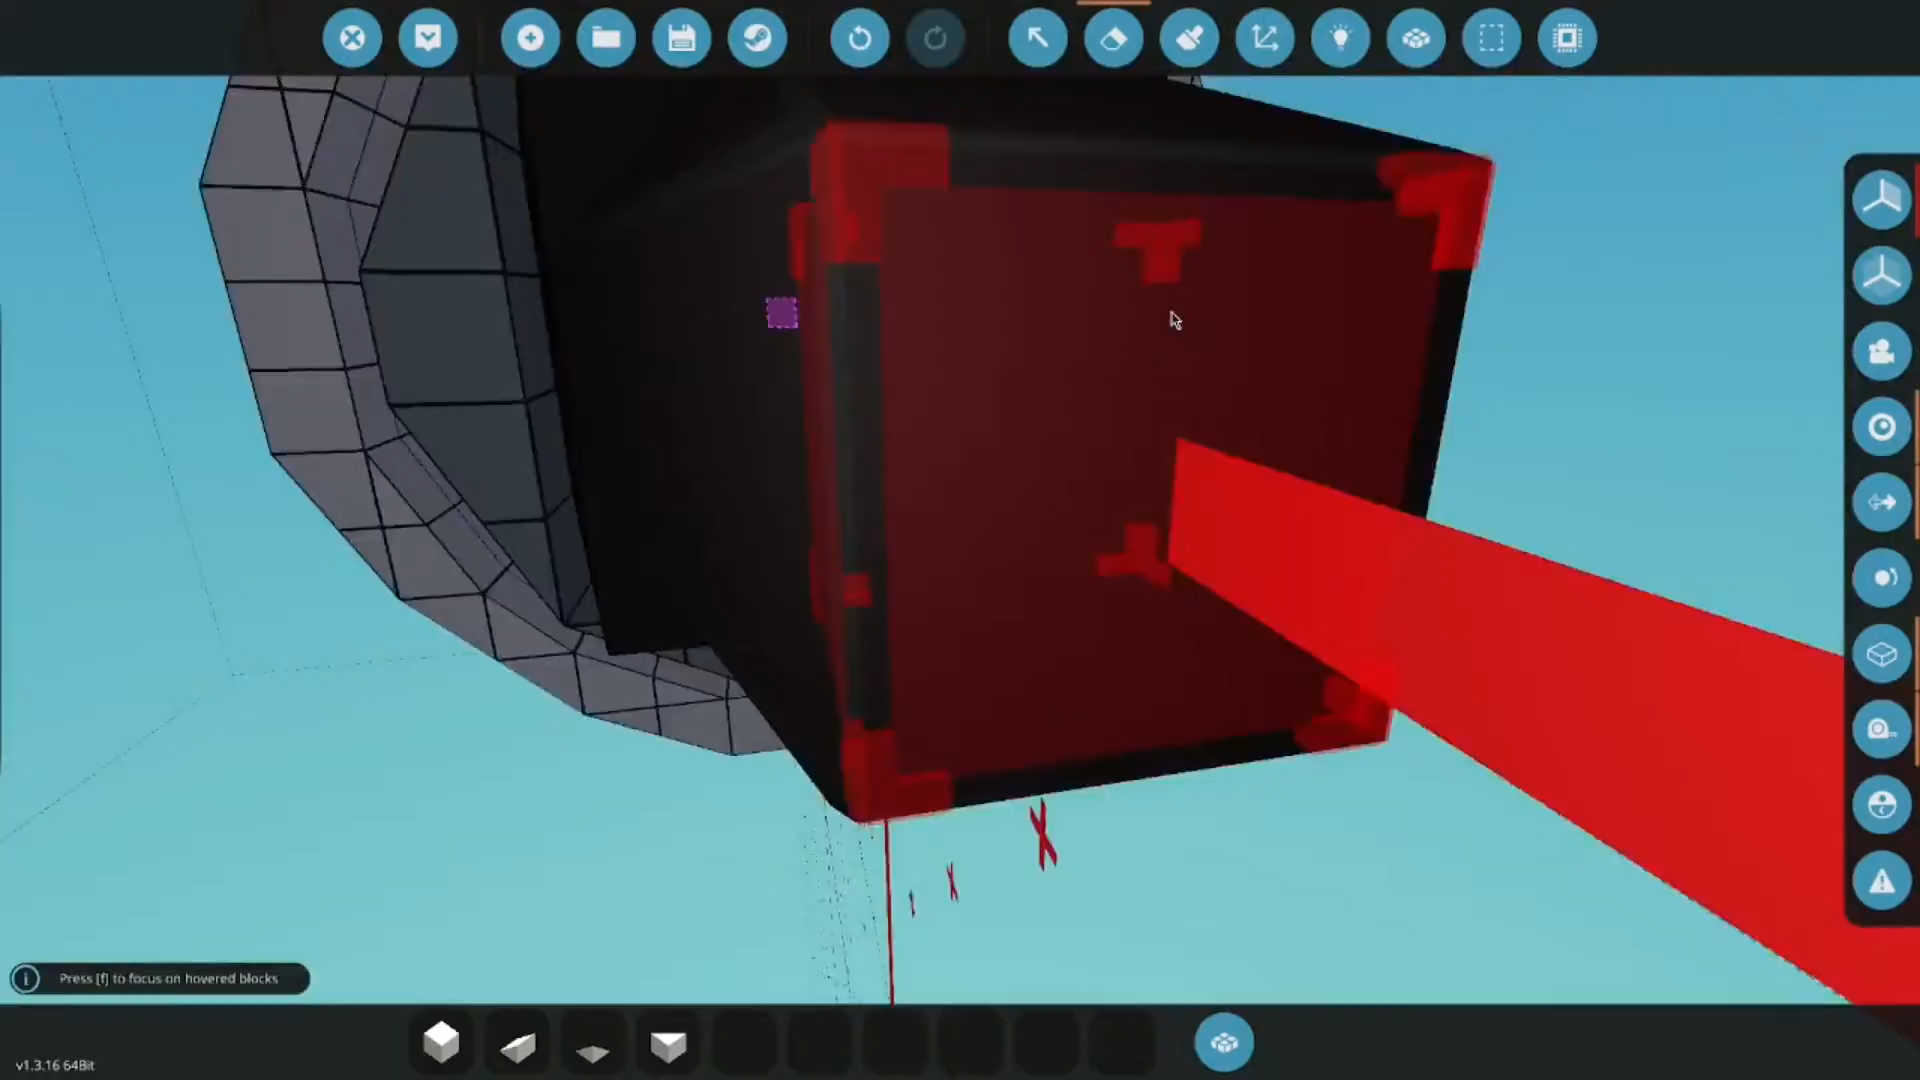 Press [f] to focus on hovered blocks
v1.3.16 64Bit